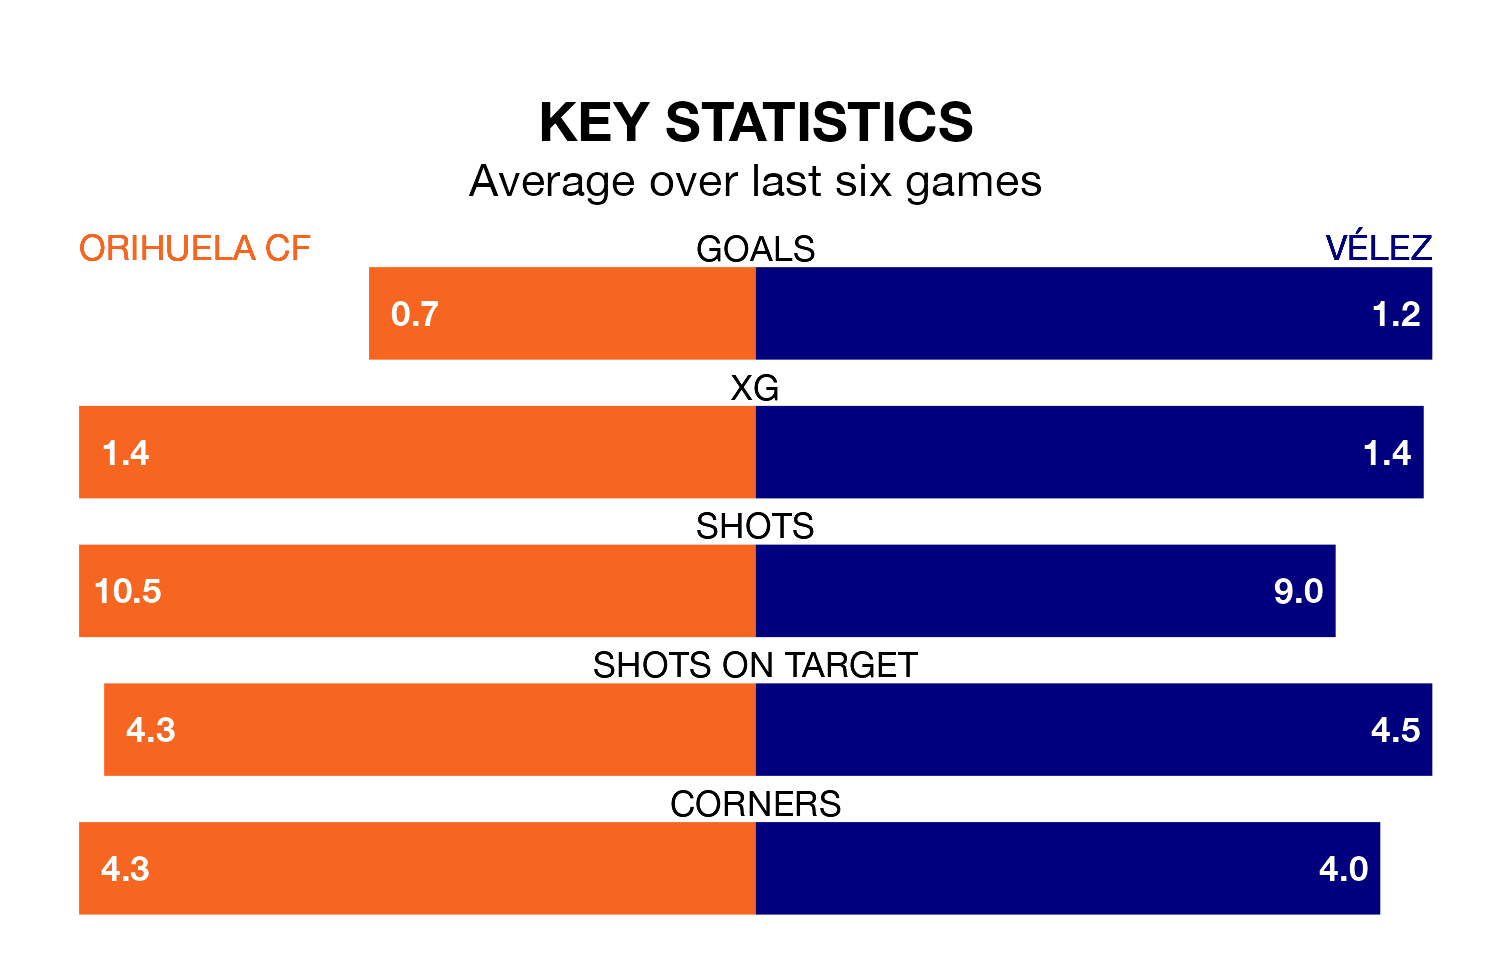 KEY STATISTICS
Average over last six games
ORIHUELA CF GOALS VÉLEZ
0.7 1.2
XG
1.4 1.4
SHOTS
10.5 9.0
SHOTS ON TARGET
4.3 4.5
CORNERS
4.3 4.0